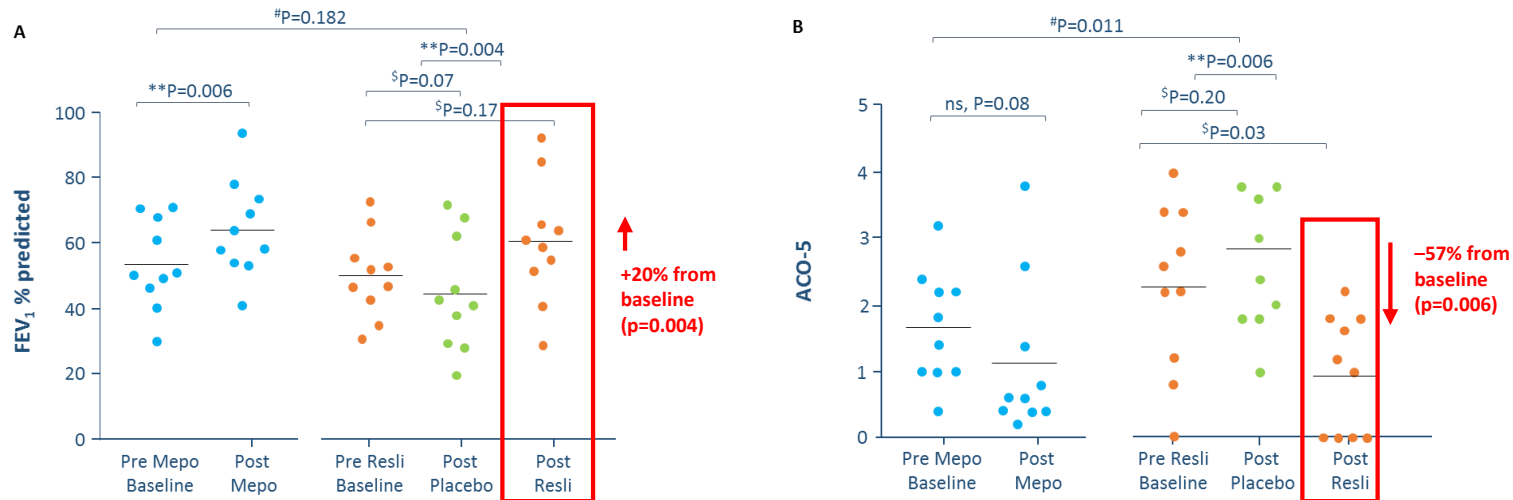 A
#P=0.182
**P=0.004
**P=0.006
$P=0.07
$P=0.17
100
80
60
40
20
0
FEV1 % predicted
Pre Mepo
Baseline
Post
Mepo
Pre Resli
Baseline
Post
Placebo
Post
Resli
+20% from
baseline
(p=0.004)
B
#P=0.011
**P=0.006
ns, P=0.08
$P=0.20
$P=0.03
5
4
3
2
1
0
ACO-5
Pre Mepo
Baseline
Post
Mepo
Pre Resli
Baseline
Post
Placebo
Post
Resli
–57% from
baseline
(p=0.006)